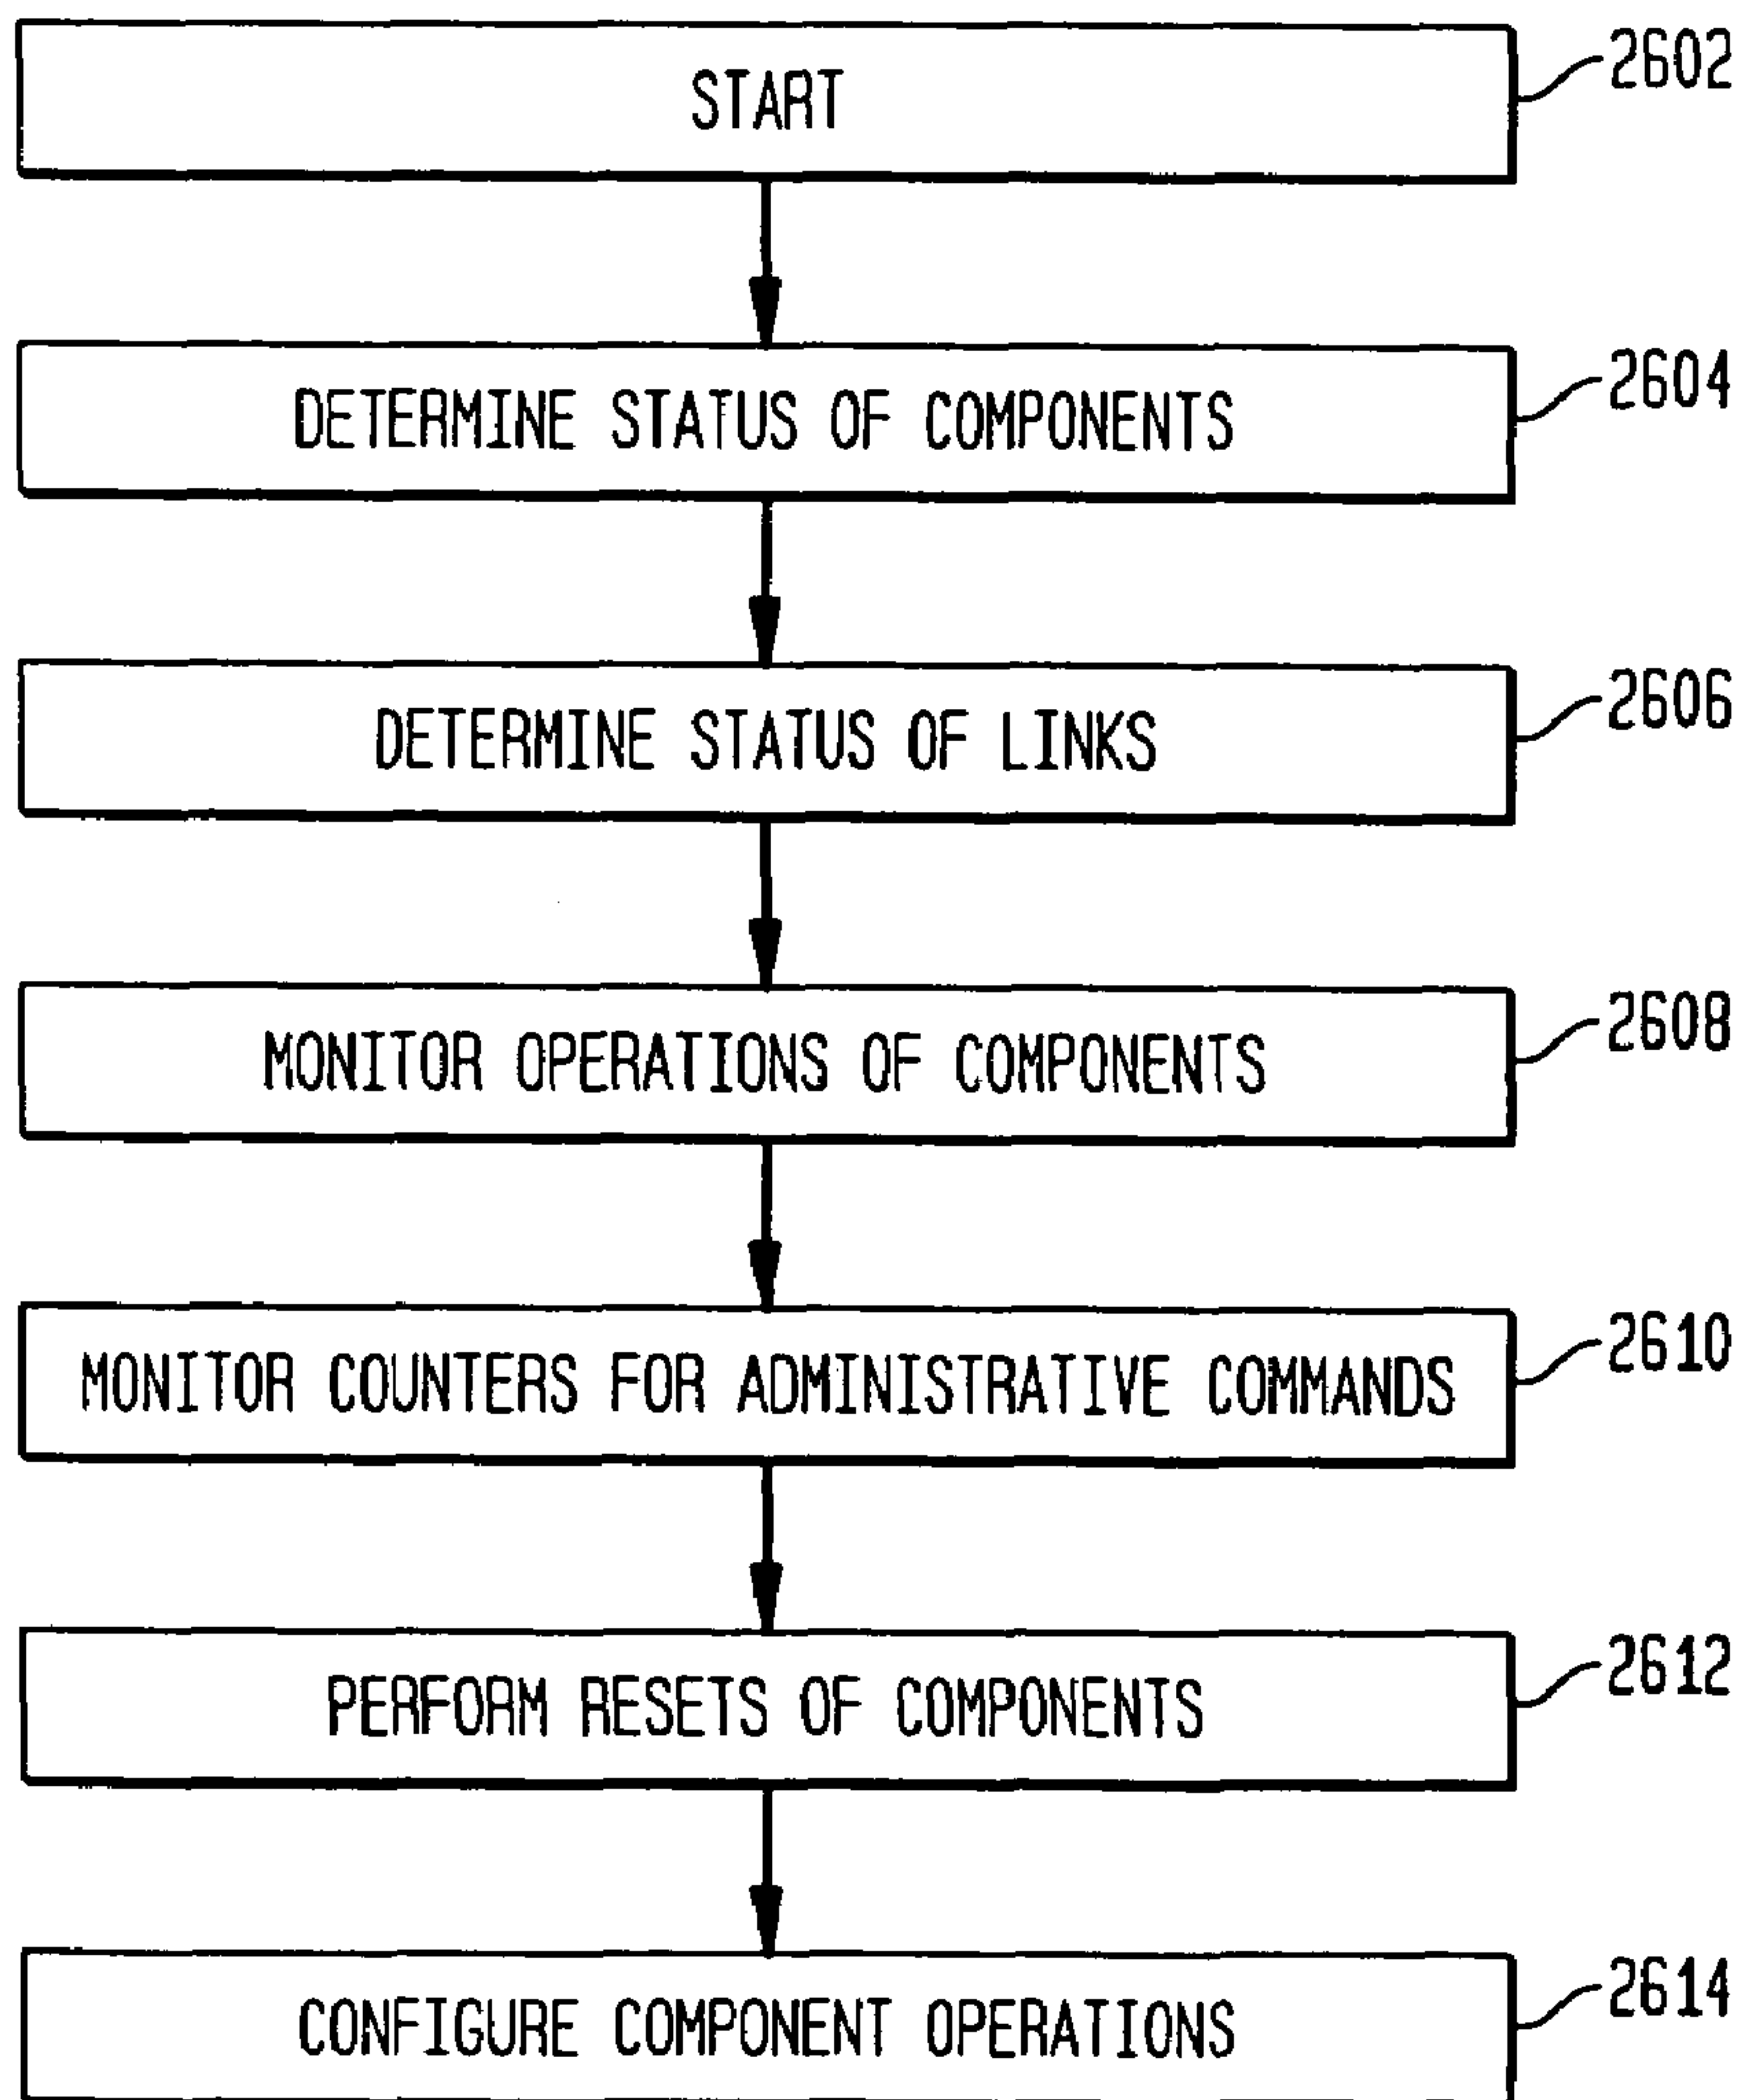 START
2602
DETERMINE STATUS OF COMPONENTS
2604
DETERMINE STATUS OF LINKS
2606
MONITOR OPERATIONS OF COMPONENTS
2608
MONITOR COUNTERS FOR ADMINISTRATIVE COMMANDS
2610
PERFORM RESETS OF COMPONENTS
2612
CONFIGURE COMPONENT OPERATIONS
2614